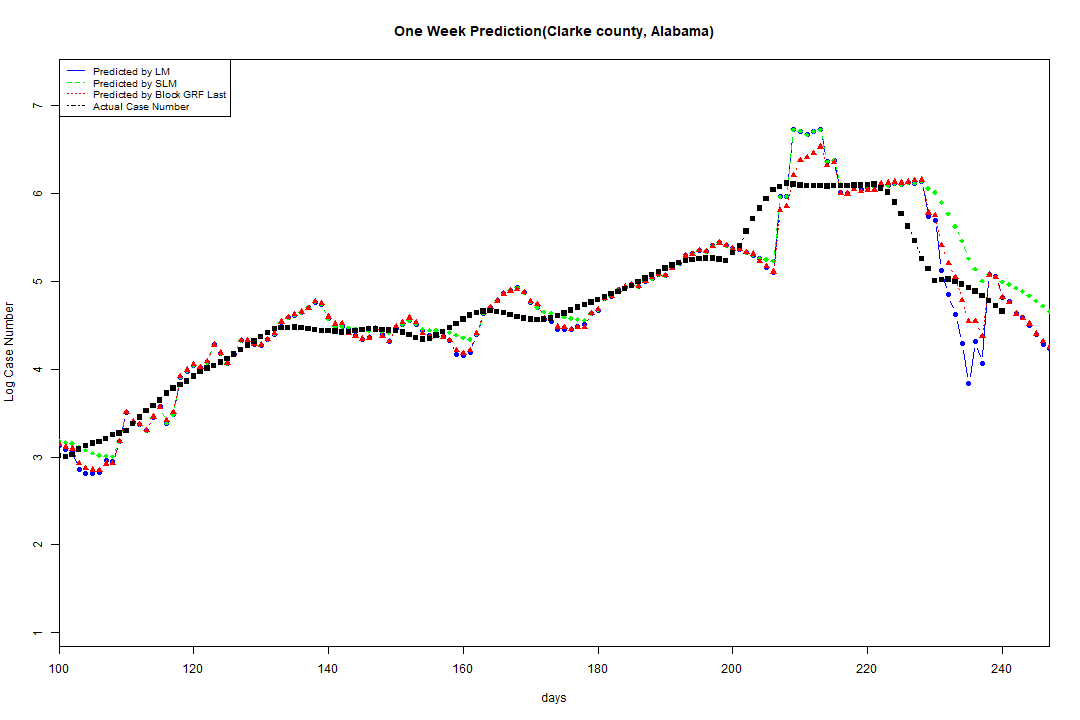 One Week Prediction(Clarke county, Alabama)
Predicted by LM
Predicted by SLM
Predicted by Block GRF Last
Actual Case Number
7
6
5
4
3
2
1
Log Case Number
100 120 140 160 180 200 220 240
days